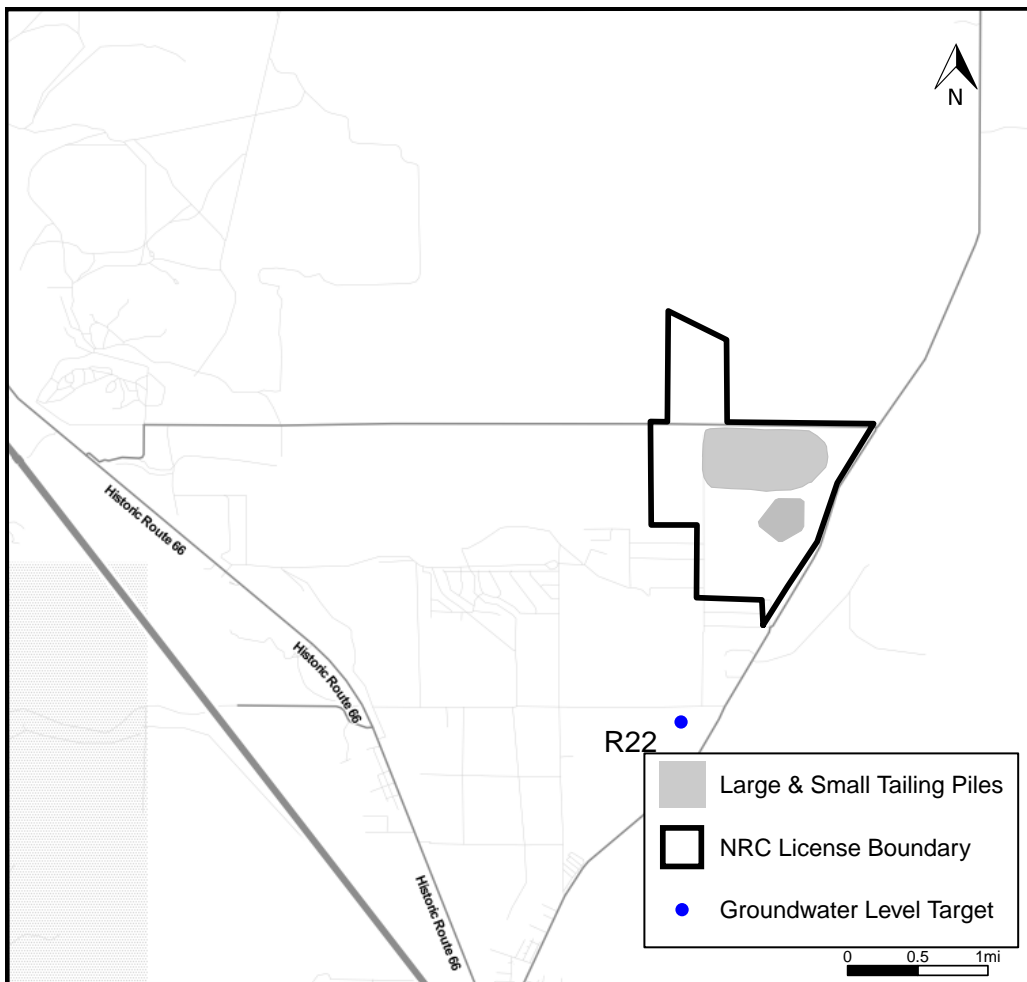 N
Historic Route 66
Historic Route 66
R22
Large & Small Tailing Piles
NRC License Boundary
Historic Route 66
Groundwater Level Target
0 0.5 1mi